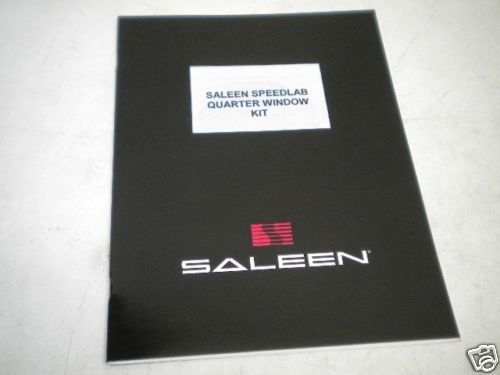 SALEEN SPEEDLAB
QUARTER WINDOW
KIT
SALEEN®